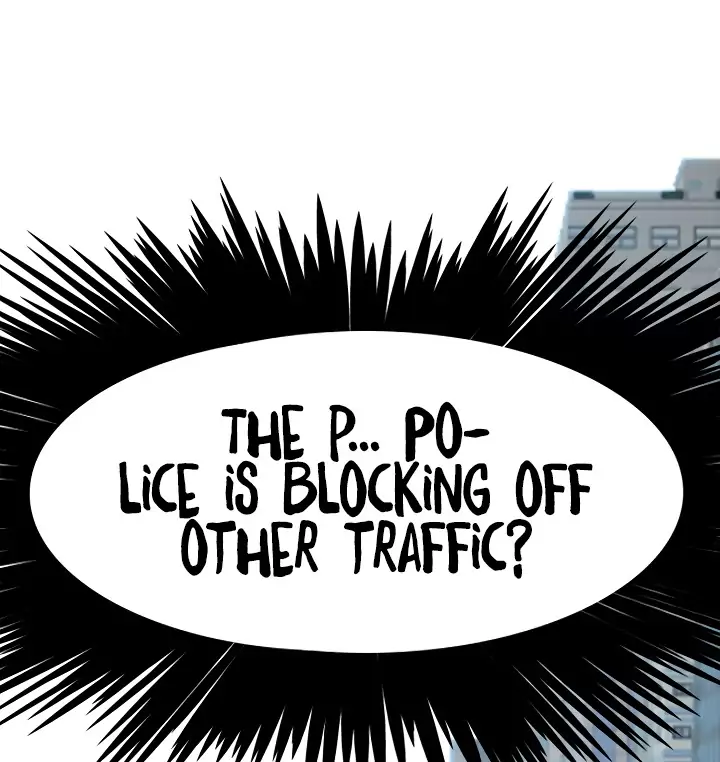 THE P... PO-
LICE IS BLOCKING OFF
OTHER TRAFFIC?